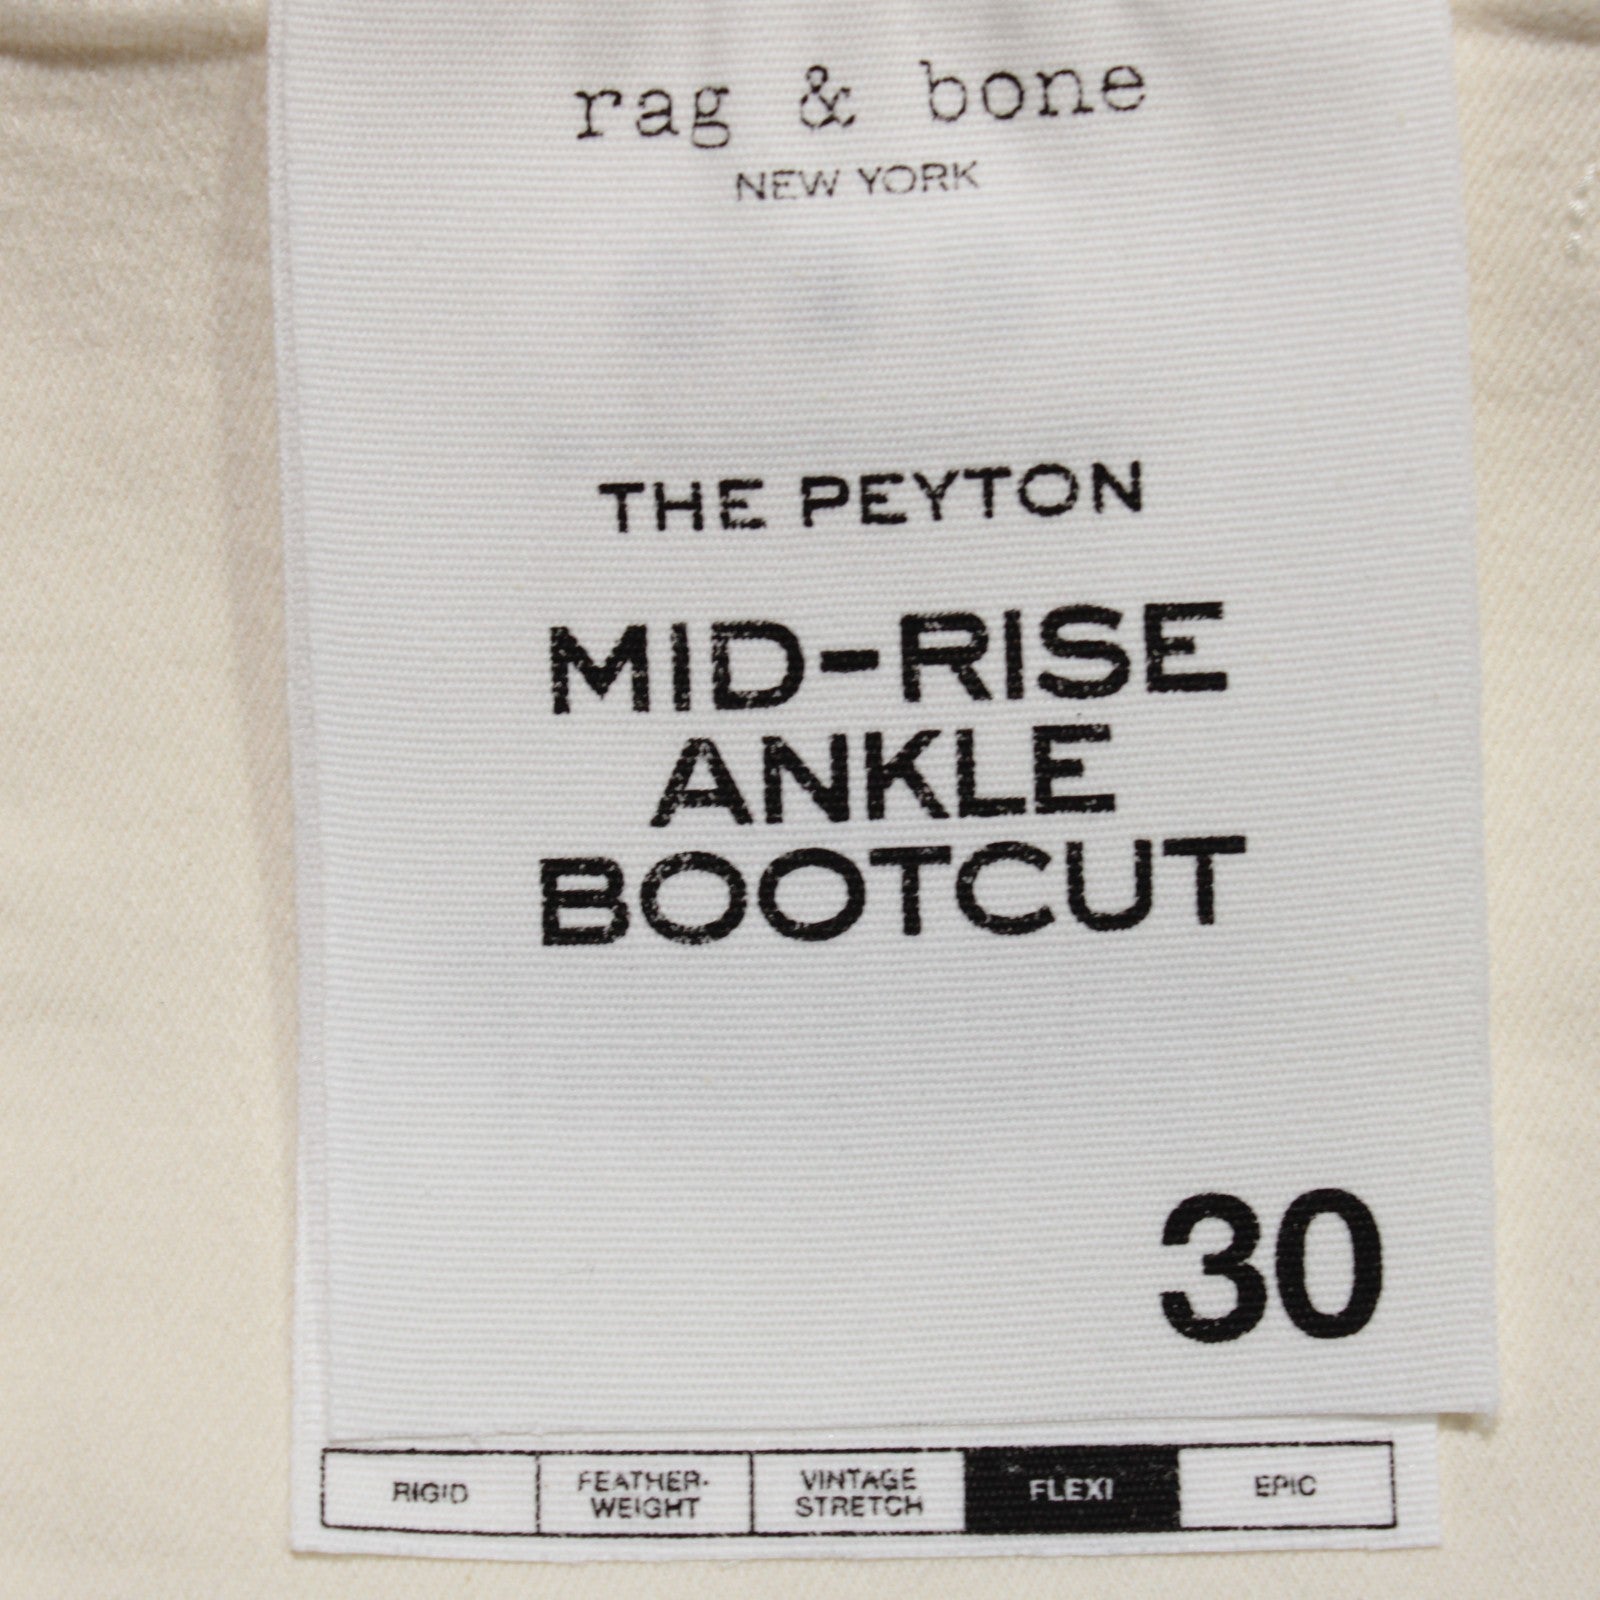 rag & bone
NEW YORK
THE PEYTON
MID-RISE
ANKLE
BOOTCUT
30
RIGID
FEATHER-
WEIGHT
VINTAGE
STRETCH
FLEXI
EPIC